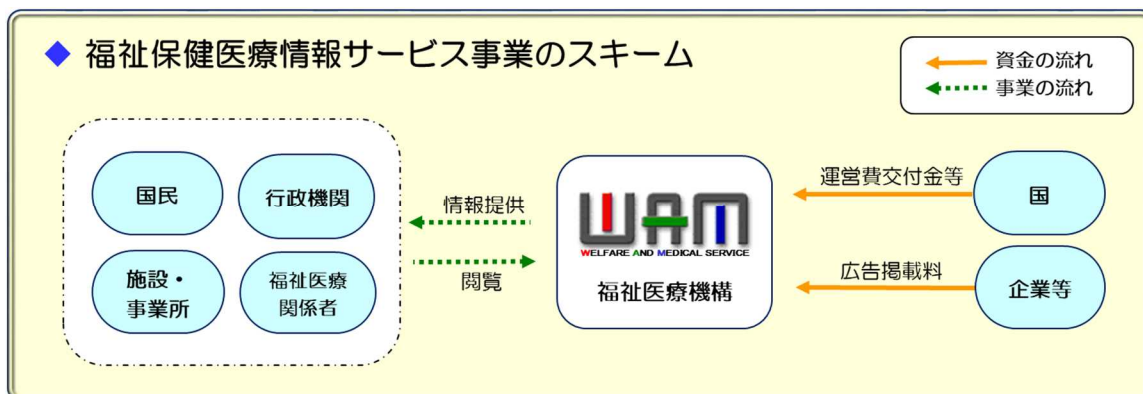 ◆ 福祉保健医療情報サービス事業のスキーム
資金の流れ
事業の流れ
国民
行政機関
施設・
事業所
福祉医療
関係者
情報提供
閲覧
WAM
WELFARE AND MEDICAL SERVICE
福祉医療機構
運営費交付金等
広告掲載料
国
企業等